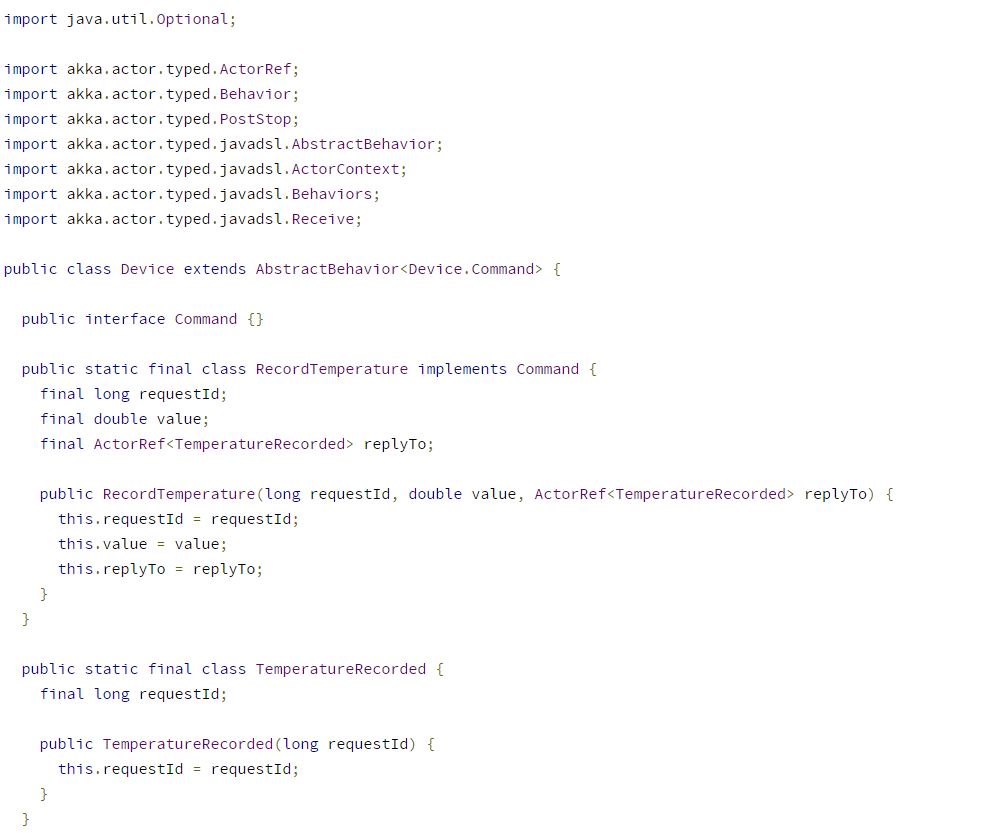 import java.util.Optional;
import akka.actor.typed.ActorRef;
import akka.actor.typed.Behavior;
import akka.actor.typed.PostStop;
import akka.actor.typed.javadsl.AbstractBehavior;
import akka.actor.typed.javadsl.ActorContext;
import akka.actor.typed.javadsl.Behaviors;
import akka.actor.typed.javadsl.Receive;
public class Device extends AbstractBehavior<Device.Command> {
public interface Command {}
public static final class RecordTemperature implements Command {
final long requestId;
final double value;
final ActorRef<TemperatureRecorded> replyTo;
public RecordTemperature(long requestId, double value, ActorRef<TemperatureRecorded> replyTo) {
this.requestId = requestId;
this.value = value;
this.replyTo = replyTo;
}
}
public static final class TemperatureRecorded {
final long requestId;
public TemperatureRecorded(long requestId) {
this.requestId = requestId;
}
}